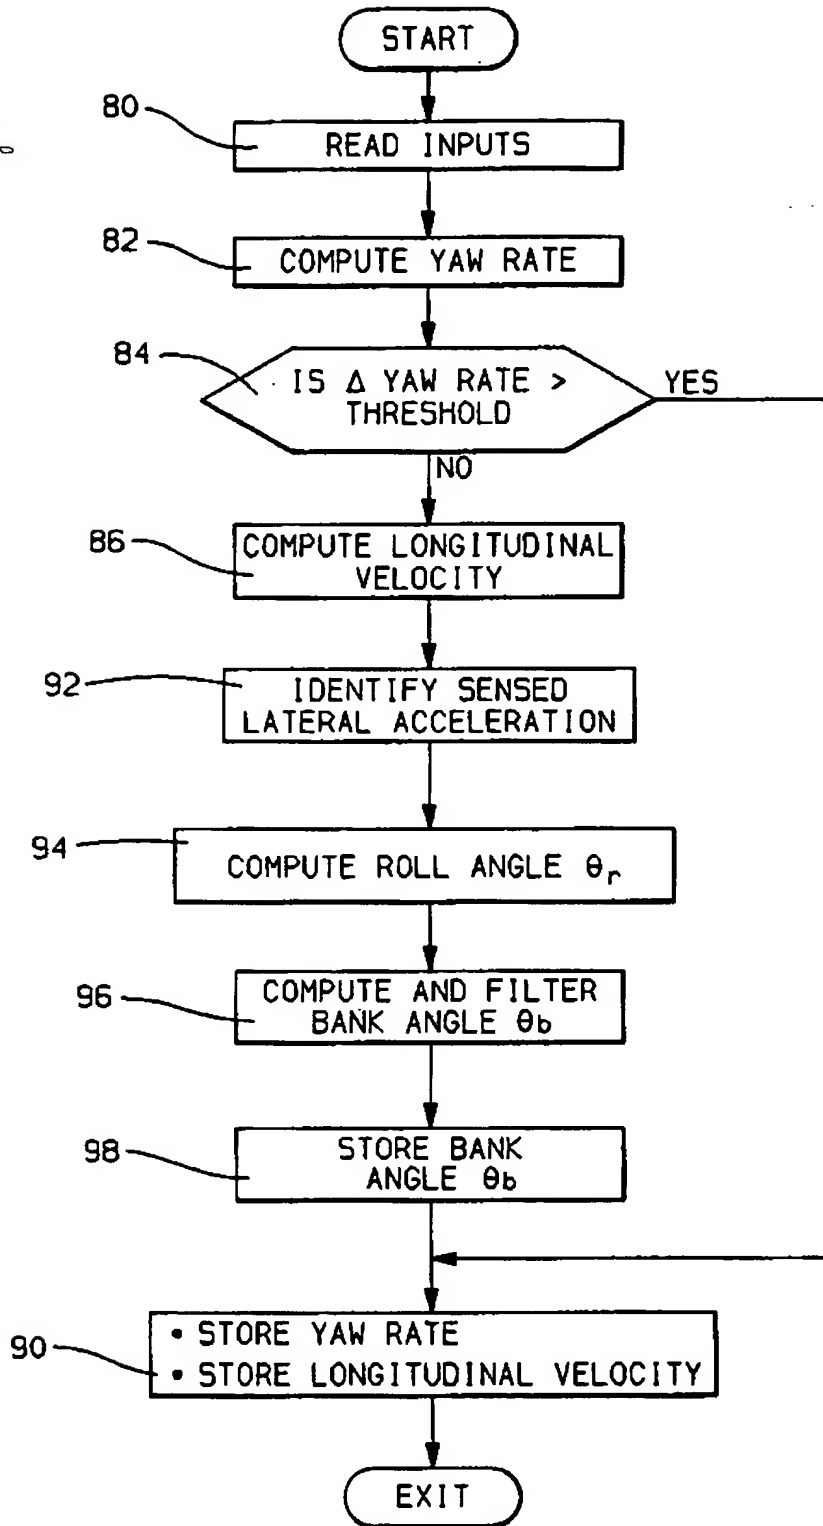 START
80
READ INPUTS
82
COMPUTE YAW RATE
84
IS Δ YAW RATE >
THRESHOLD
YES
NO
86
COMPUTE LONGITUDINAL
VELOCITY
92
IDENTIFY SENSED
LATERAL ACCELERATION
94
COMPUTE ROLL ANGLE θr
96
COMPUTE AND FILTER
BANK ANGLE θb
98
STORE BANK
ANGLE θb
90
• STORE YAW RATE
• STORE LONGITUDINAL VELOCITY
EXIT